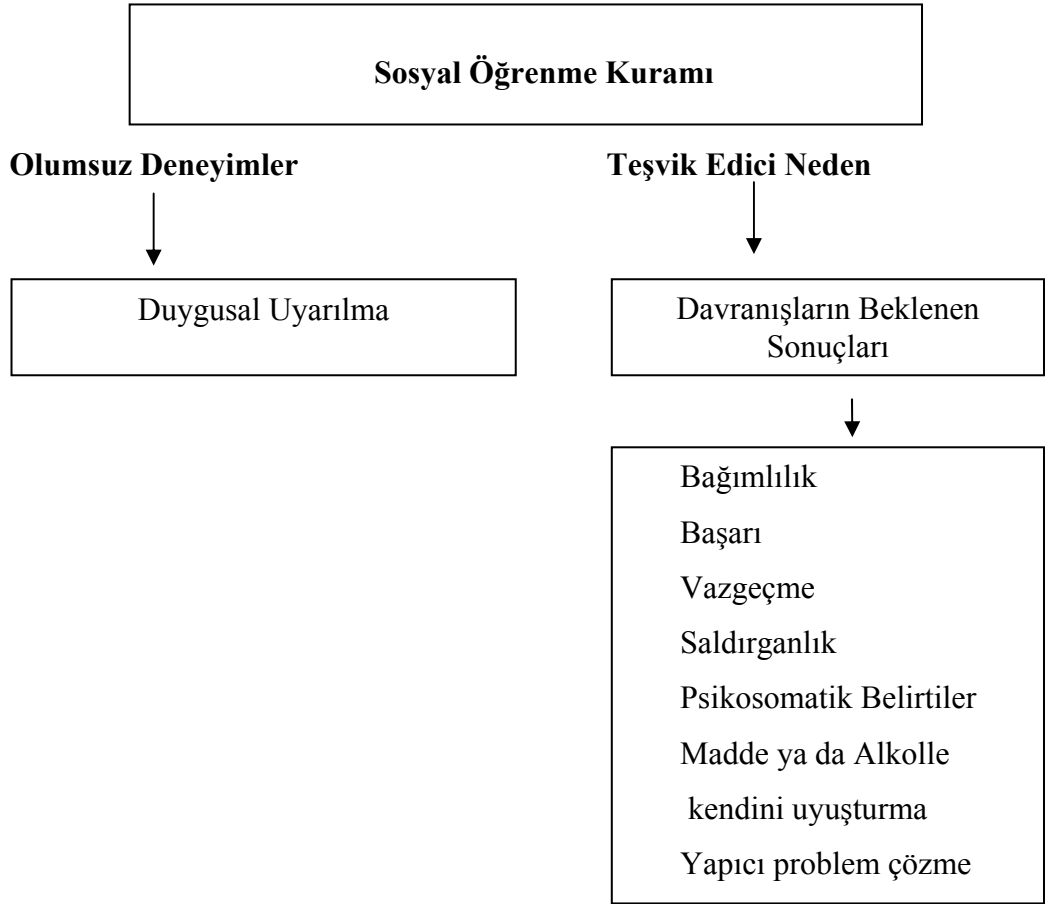 Sosyal Öğrenme Kuramı
Olumsuz Deneyimler
Teşvik Edici Neden
Duygusal Uyarılma
Davranışların Beklenen
Sonuçları
Bağımlılık
Başarı
Vazgeçme
Saldırganlık
Psikosomatik Belirtiler
Madde ya da Alkolle
kendini uyuşturma
Yapıcı problem çözme